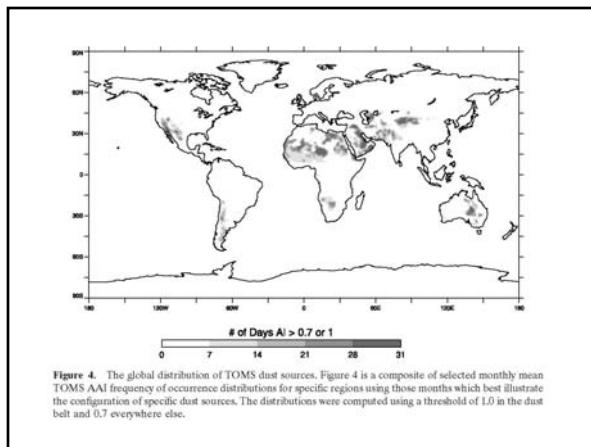 90N
60N
30N
0
30S
60S
90S
180 120W 60W 0 60E 120E 180
# of Days AI > 0.7 or 1
0 7 14 21 28 31
Figure 4. The global distribution of TOMS dust sources. Figure 4 is a composite of selected monthly mean
TOMS AAI frequency of occurrence distributions for specific regions using those months which best illustrate
the configuration of specific dust sources. The distributions were computed using a threshold of 1.0 in the dust
belt and 0.7 everywhere else.